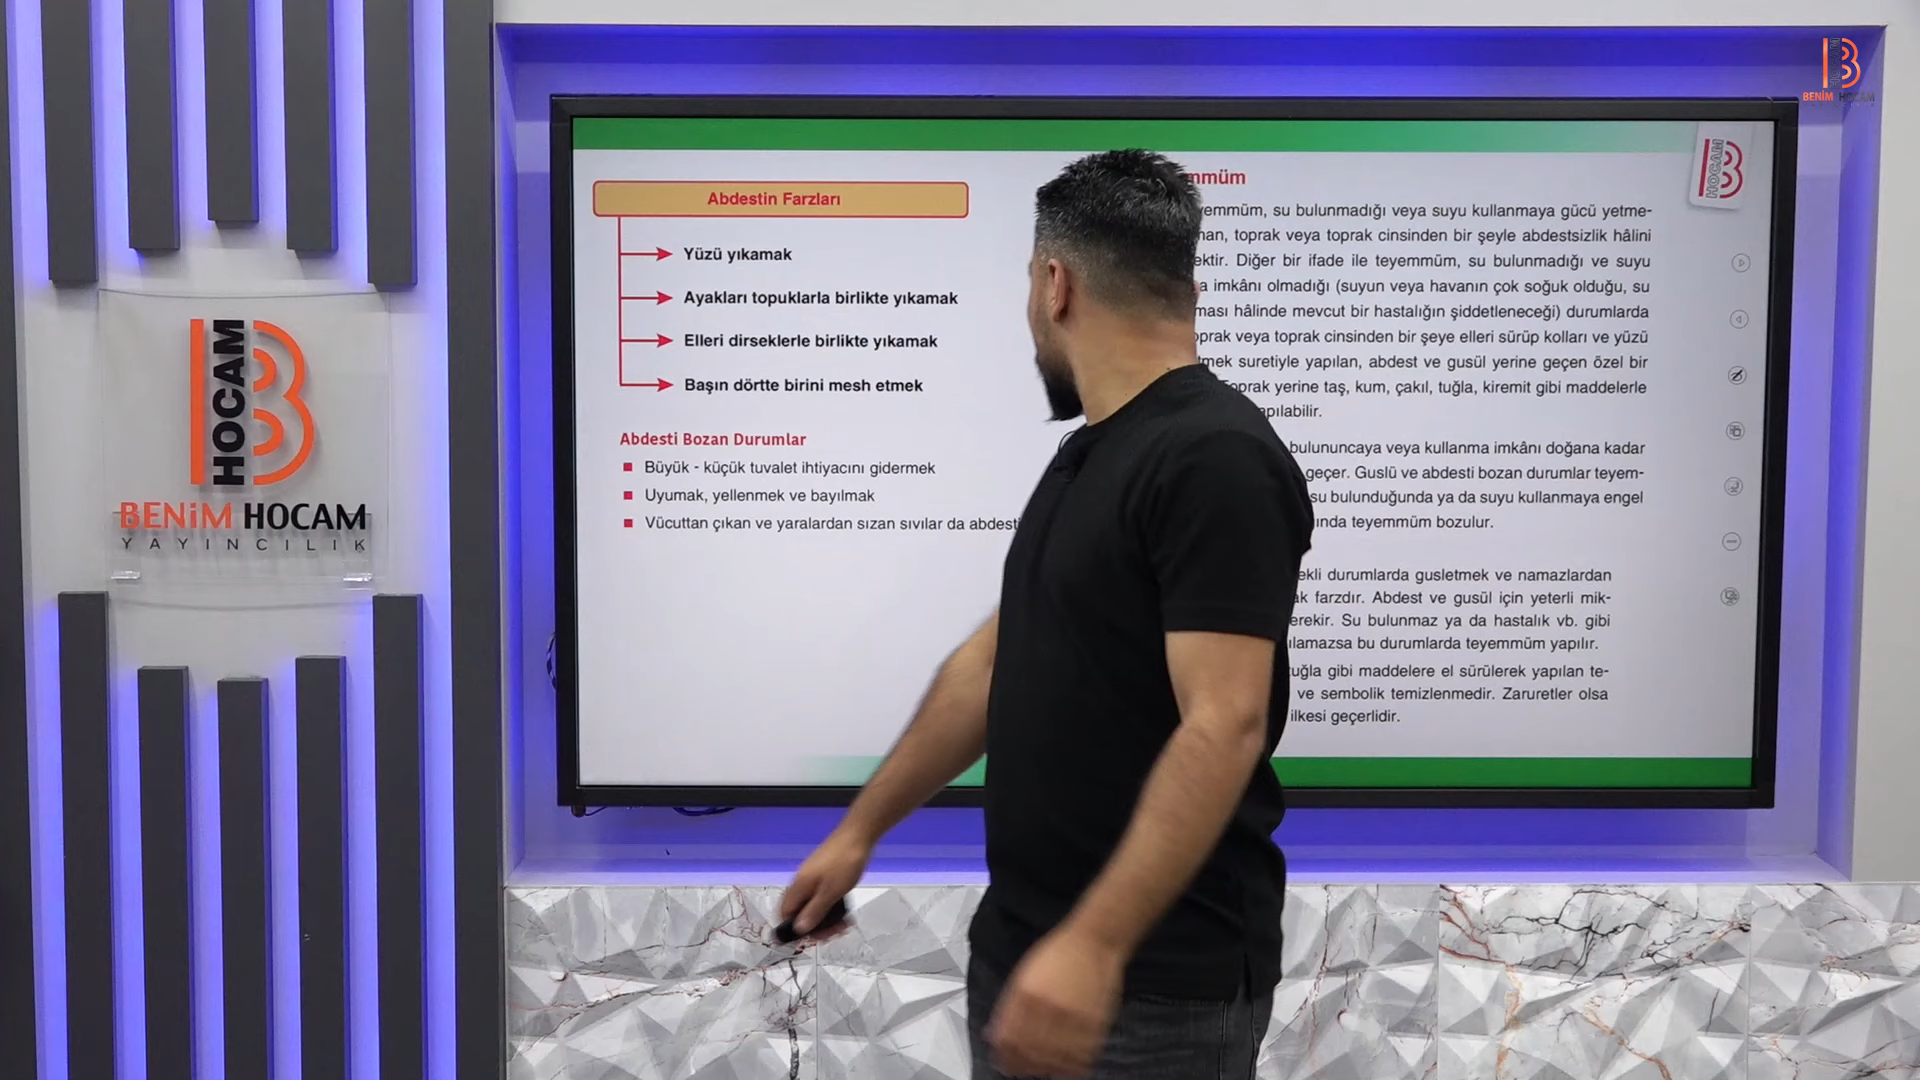 BENİM HOCAM
HOCAM
BENİM HOCAM
YAYINCILIK
HOCAM
Abdestin Farzları
Yüzü yıkamak
Ayakları topuklarla birlikte yıkamak
Elleri dirseklerle birlikte yıkamak
Başın dörtte birini mesh etmek
Abdesti Bozan Durumlar
Büyük - küçük tuvalet ihtiyacını gidermek
Uyumak, yellenmek ve bayılmak
Vücuttan çıkan ve yaralardan sızan sıvılar da abdesti
mmüm
yemmüm, su bulunmadığı veya suyu kullanmaya gücü yetme-
man, toprak veya toprak cinsinden bir şeyle abdestsizlik hâlini
ektir. Diğer bir ifade ile teyemmüm, su bulunmadığı ve suyu
a imkânı olmadığı (suyun veya havanın çok soğuk olduğu, su
ması hâlinde mevcut bir hastalığın şiddetleneceği) durumlarda
oprak veya toprak cinsinden bir şeye elleri sürüp kolları ve yüzü
tmek suretiyle yapılan, abdest ve gusül yerine geçen özel bir
Toprak yerine taş, kum, çakıl, tuğla, kiremit gibi maddelerle
apılabilir.
bulununcaya veya kullanma imkânı doğana kadar
geçer. Guslü ve abdesti bozan durumlar teyem-
su bulunduğunda ya da suyu kullanmaya engel
ında teyemmüm bozulur.
ekli durumlarda gusletmek ve namazlardan
ak farzdır. Abdest ve gusül için yeterli mik-
erekir. Su bulunmaz ya da hastalık vb. gibi
ılamazsa bu durumlarda teyemmüm yapılır.
tuğla gibi maddelere el sürülerek yapılan te-
ve sembolik temizlenmedir. Zaruretler olsa
ilkesi geçerlidir.